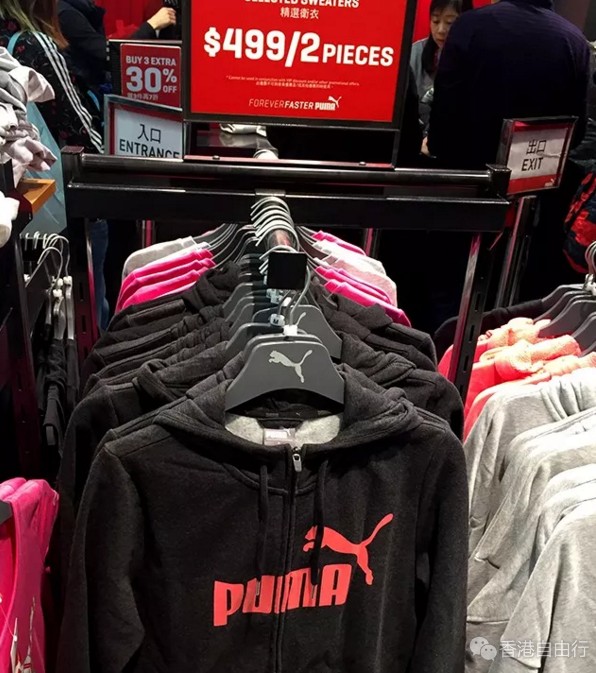 SELECTED SWEATERS
精選衛衣
$499/2 PIECES
FOREVER FASTER PUMA
BUY 3 EXTRA
30% OFF
入口
ENTRANCE
出口
EXIT
PUMA
香港自由行